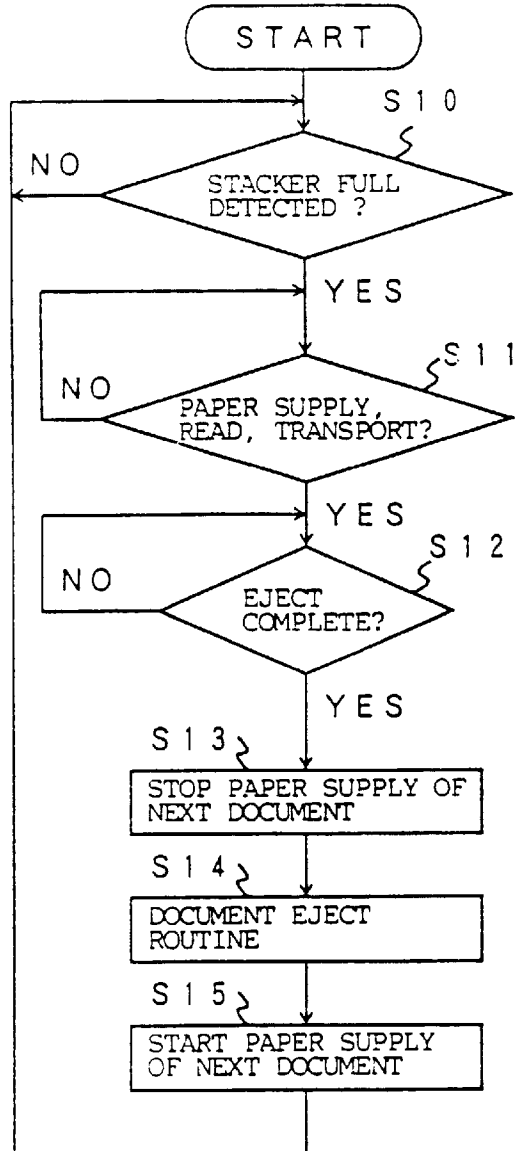 START
S10
NO
STACKER FULL
DETECTED ?
YES
S11
NO
PAPER SUPPLY,
READ, TRANSPORT?
YES
S12
NO
EJECT
COMPLETE?
YES
S13
STOP PAPER SUPPLY OF
NEXT DOCUMENT
S14
DOCUMENT EJECT
ROUTINE
S15
START PAPER SUPPLY
OF NEXT DOCUMENT